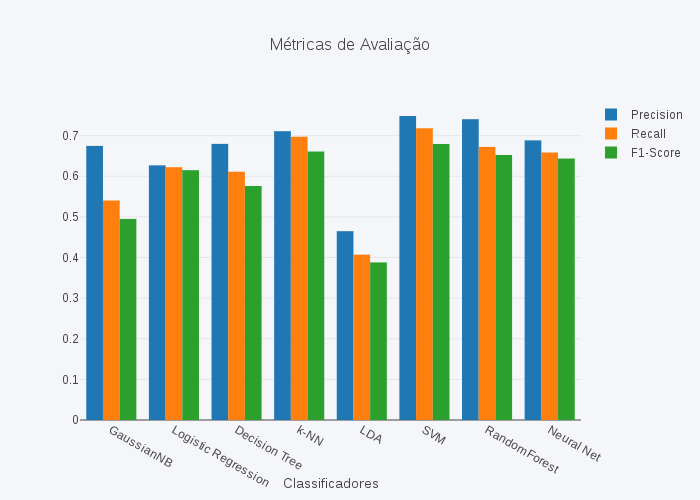 Métricas de Avaliação
Precision
Recall
F1-Score
0.7
0.6
0.5
0.4
0.3
0.2
0.1
0
GaussianNB
Logistic Regression
Decision Tree
k-NN
LDA
SVM
RandomForest
Neural Net
Classificadores